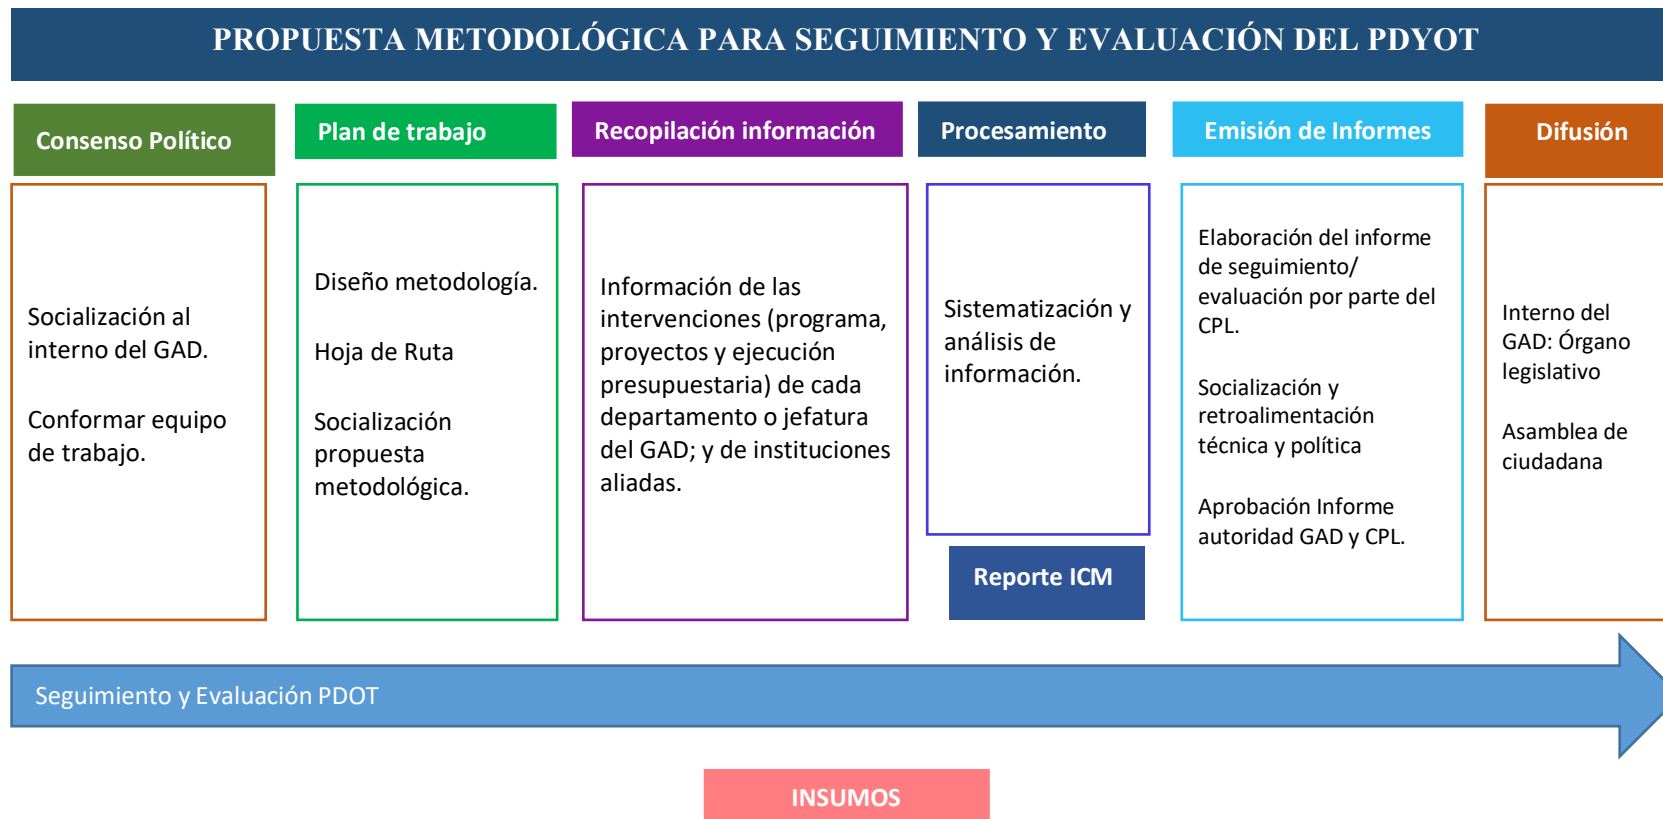 PROPUESTA METODOLÓGICA PARA SEGUIMIENTO Y EVALUACIÓN DEL PDYOT
Consenso Político
Socialización al
interno del GAD.
Conformar equipo
de trabajo.
Plan de trabajo
Diseño metodología.
Hoja de Ruta
Socialización
propuesta
metodológica.
Recopilación información
Información de las
intervenciones (programa,
proyectos y ejecución
presupuestaria) de cada
departamento o jefatura
del GAD; y de instituciones
aliadas.
Procesamiento
Sistematización y
análisis de
información.
Reporte ICM
Emisión de Informes
Elaboración del informe
de seguimiento/
evaluación por parte del
CPL.
Socialización y
retroalimentación
técnica y política
Aprobación Informe
autoridad GAD y CPL.
Difusión
Interno del
GAD: Órgano
legislativo
Asamblea de
ciudadana
Seguimiento y Evaluación PDOT
INSUMOS